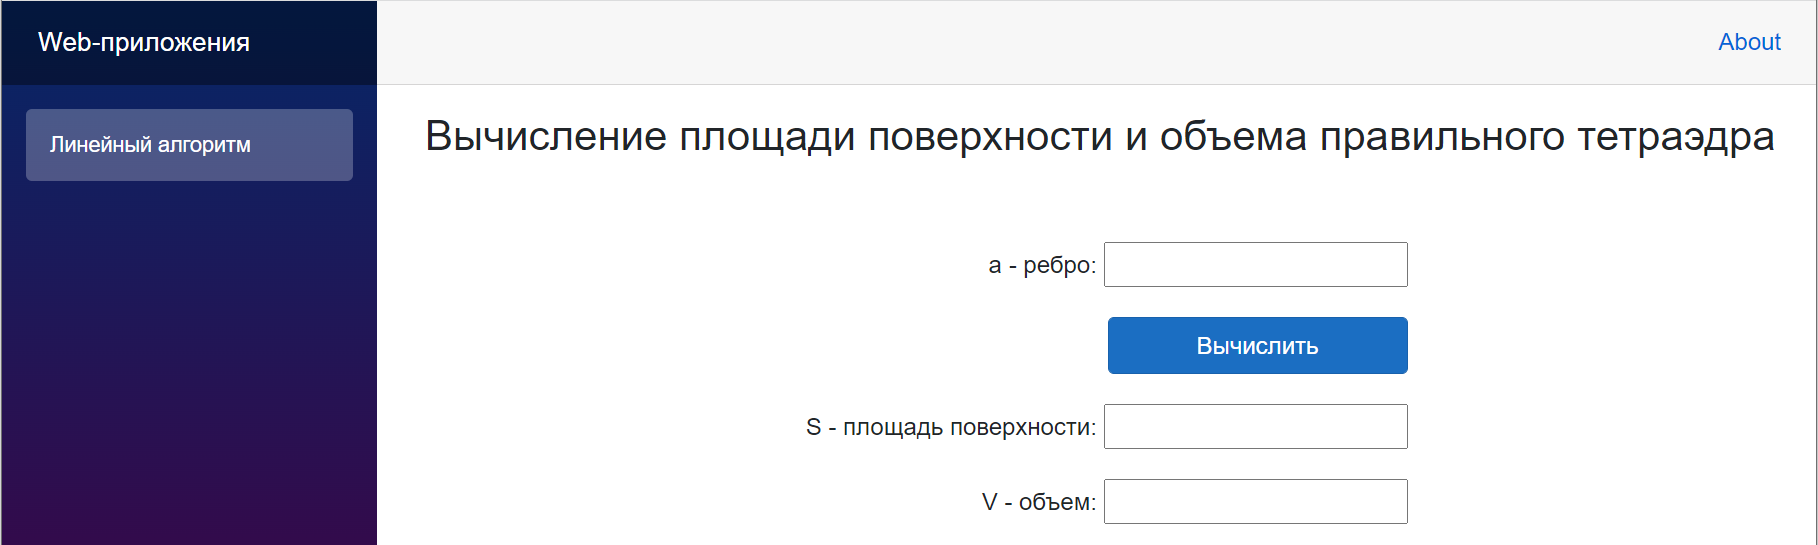 Web-приложения
About
Линейный алгоритм
Вычисление площади поверхности и объема правильного тетраэдра
a - ребро:
Вычислить
S - площадь поверхности:
V - объем: